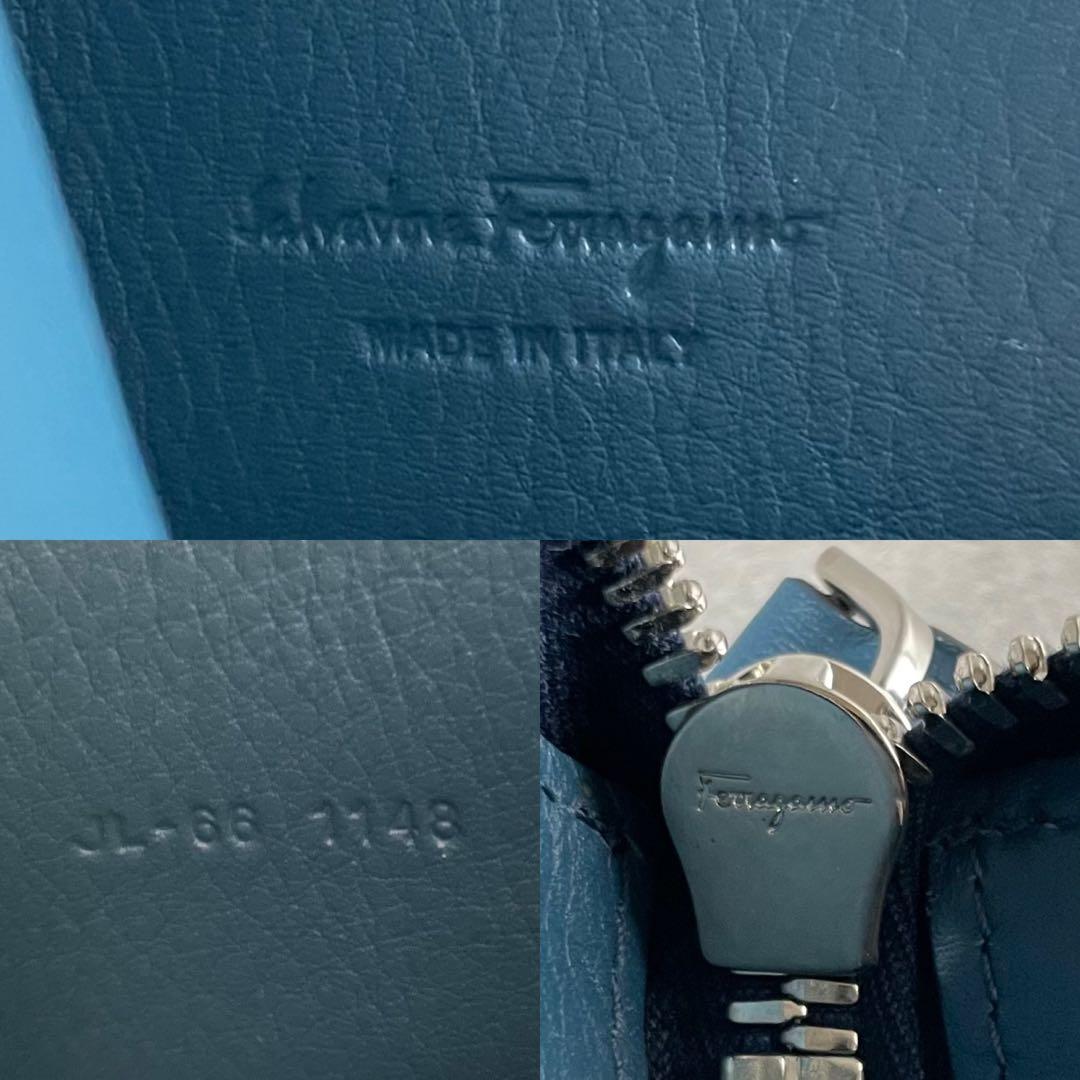 Salvatore Ferragamo
MADE IN ITALY
JL-66 1148
Ferragamo